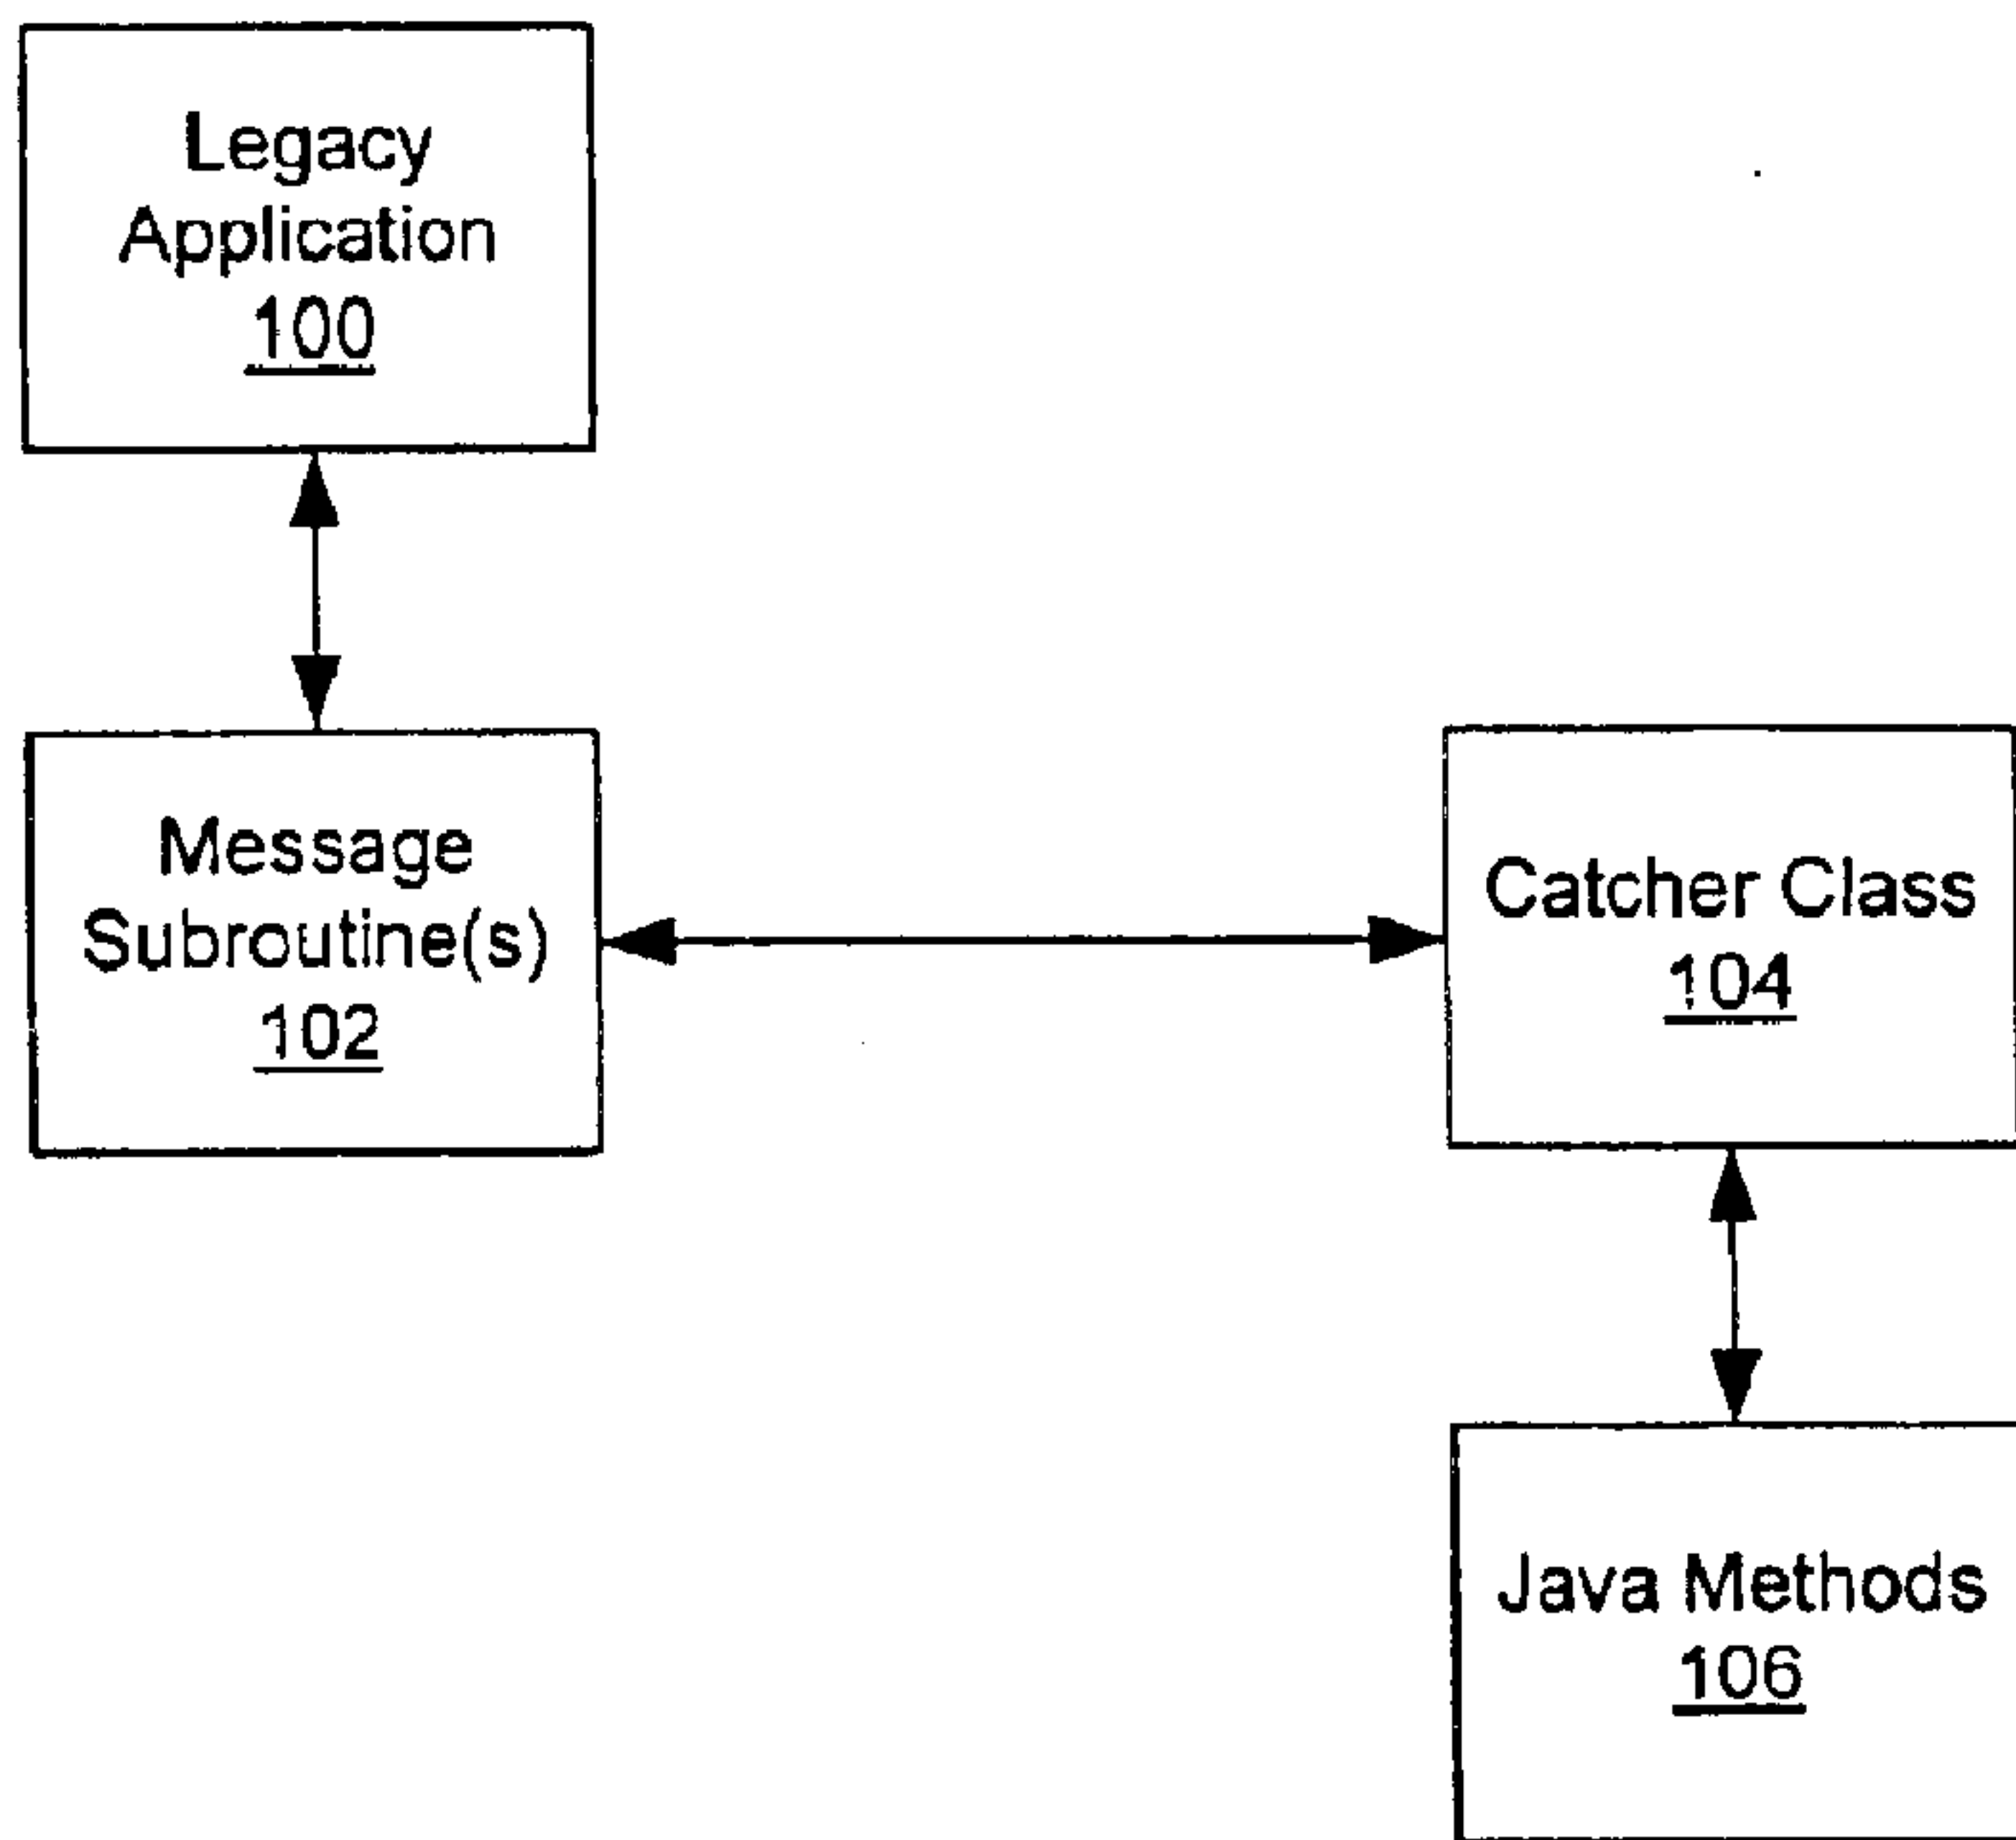 Legacy
Application
100
Message
Subroutine(s)
102
Catcher Class
104
Java Methods
106